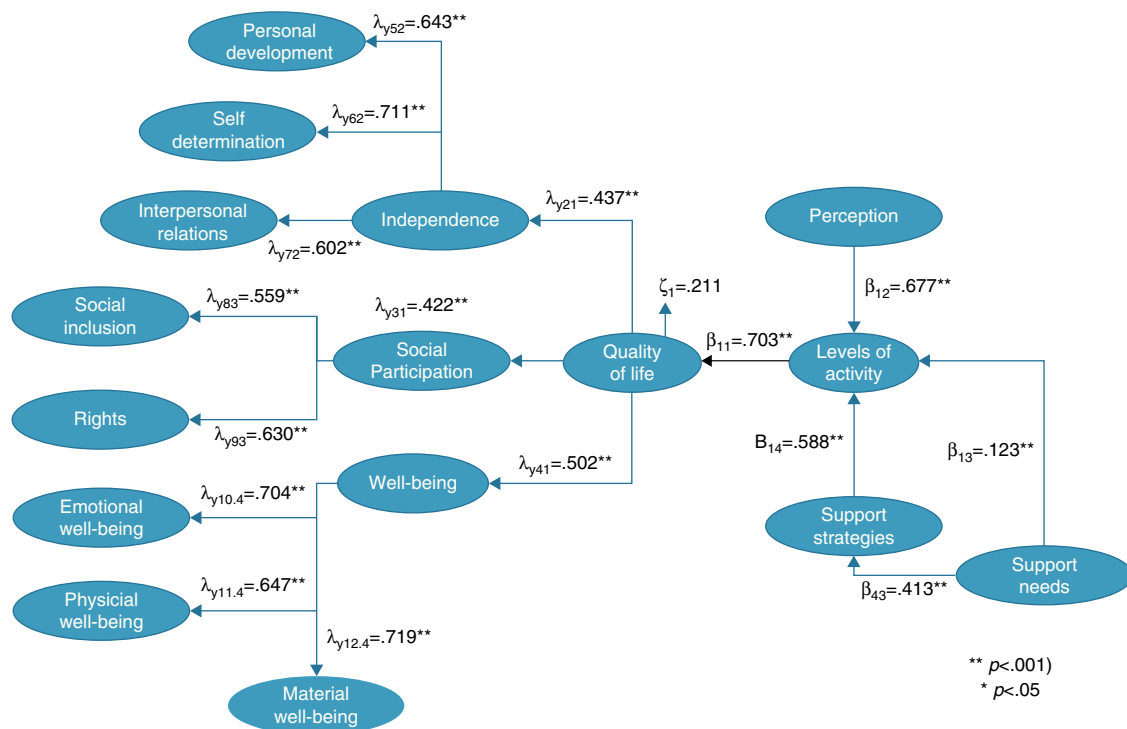 λy52=.643**
Personal
development
λy62=.711**
Self
determination
λy21=.437**
Interpersonal
relations
Independence
Perception
λy72=.602**
λy83=.559**
λy31=.422**
ζ1=.211
β12=.677**
Social
inclusion
β11=.703**
Social
Participation
Quality
of life
Levels of
activity
Rights
λy93=.630**
B14=.588**
β13=.123**
λy41=.502**
Well-being
λy10.4=.704**
Emotional
well-being
Support
strategies
Support
needs
λy11.4=.647**
β43=.413**
Physicial
well-being
λy12.4=.719**
** p<.001)
* p<.05
Material
well-being